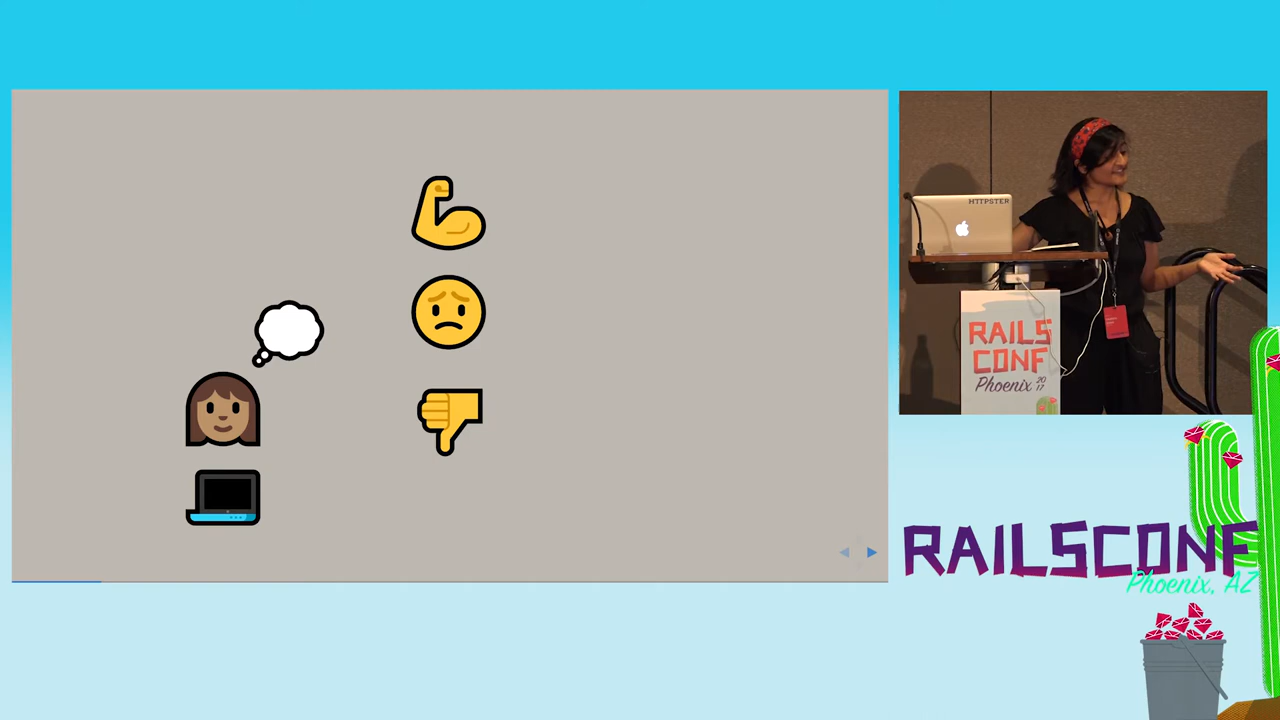 HTTPSTER
RAILS
CONF
Phoenix 2017
RAILSCONF
Phoenix, AZ